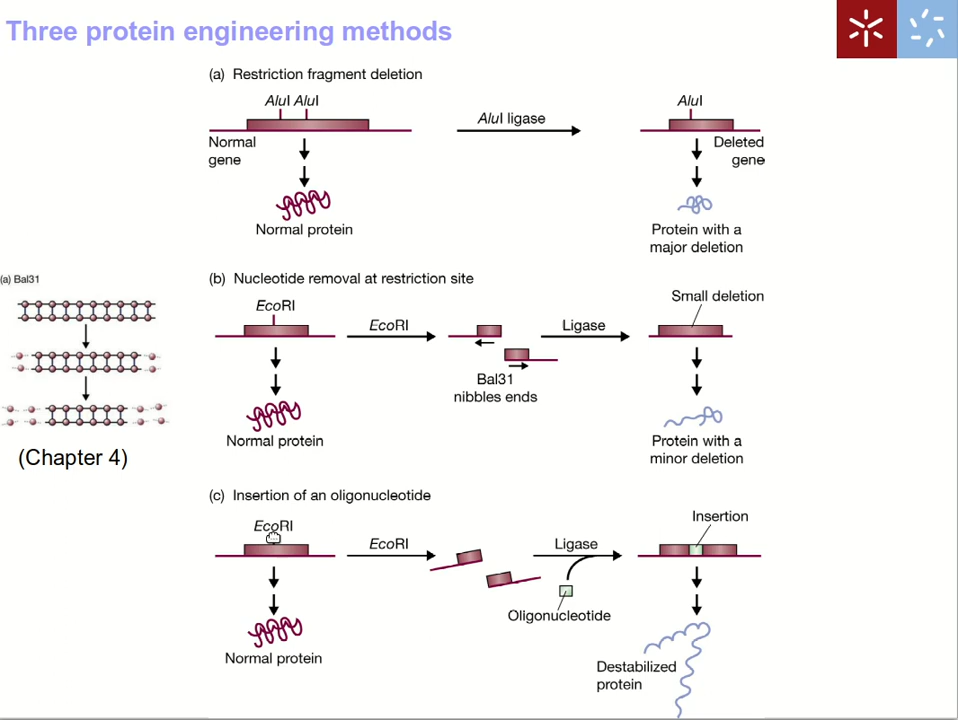 Three protein engineering methods
(a) Restriction fragment deletion
AluI AluI
AluI ligase
AluI
Normal
gene
Deleted
gene
Normal protein
Protein with a
major deletion
(a) Bal31
(Chapter 4)
(b) Nucleotide removal at restriction site
EcoRI
EcoRI
Ligase
Small deletion
Bal31
nibbles ends
Normal protein
Protein with a
minor deletion
(c) Insertion of an oligonucleotide
EcoRI
EcoRI
Ligase
Insertion
Oligonucleotide
Normal protein
Destabilized
protein